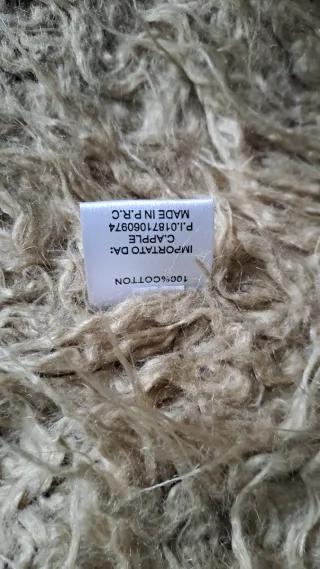 100%COTTON
IMPORTATO DA:
C.APPLE
P.I.01871060974
MADE IN P.R.C